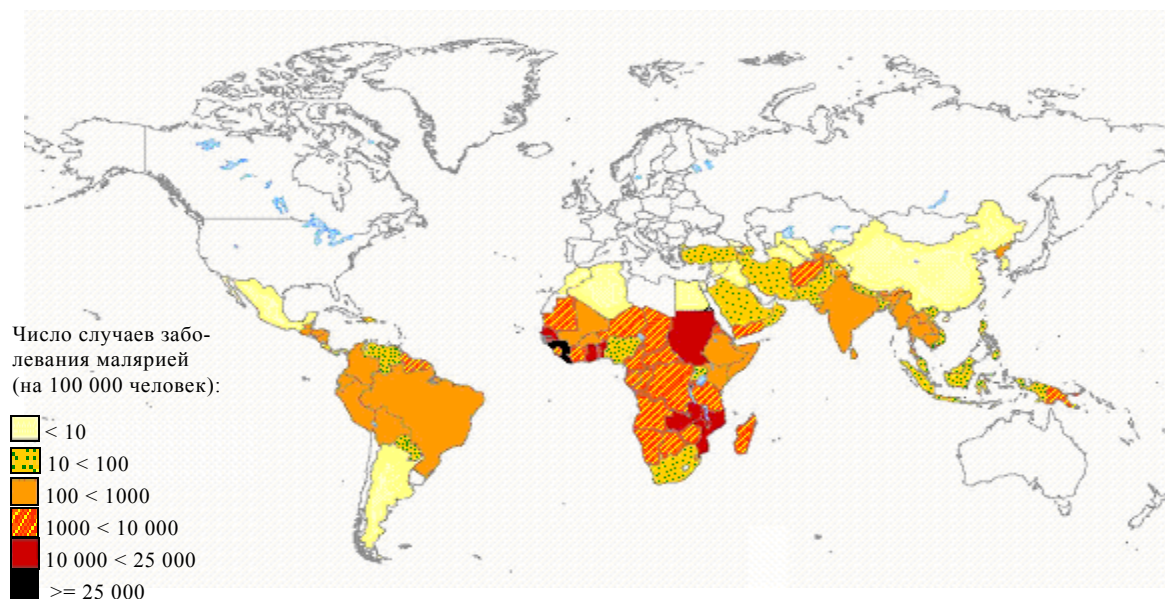 Число случаев забо-
левания малярией
(на 100 000 человек):
< 10
10 < 100
100 < 1000
1000 < 10 000
10 000 < 25 000
>= 25 000